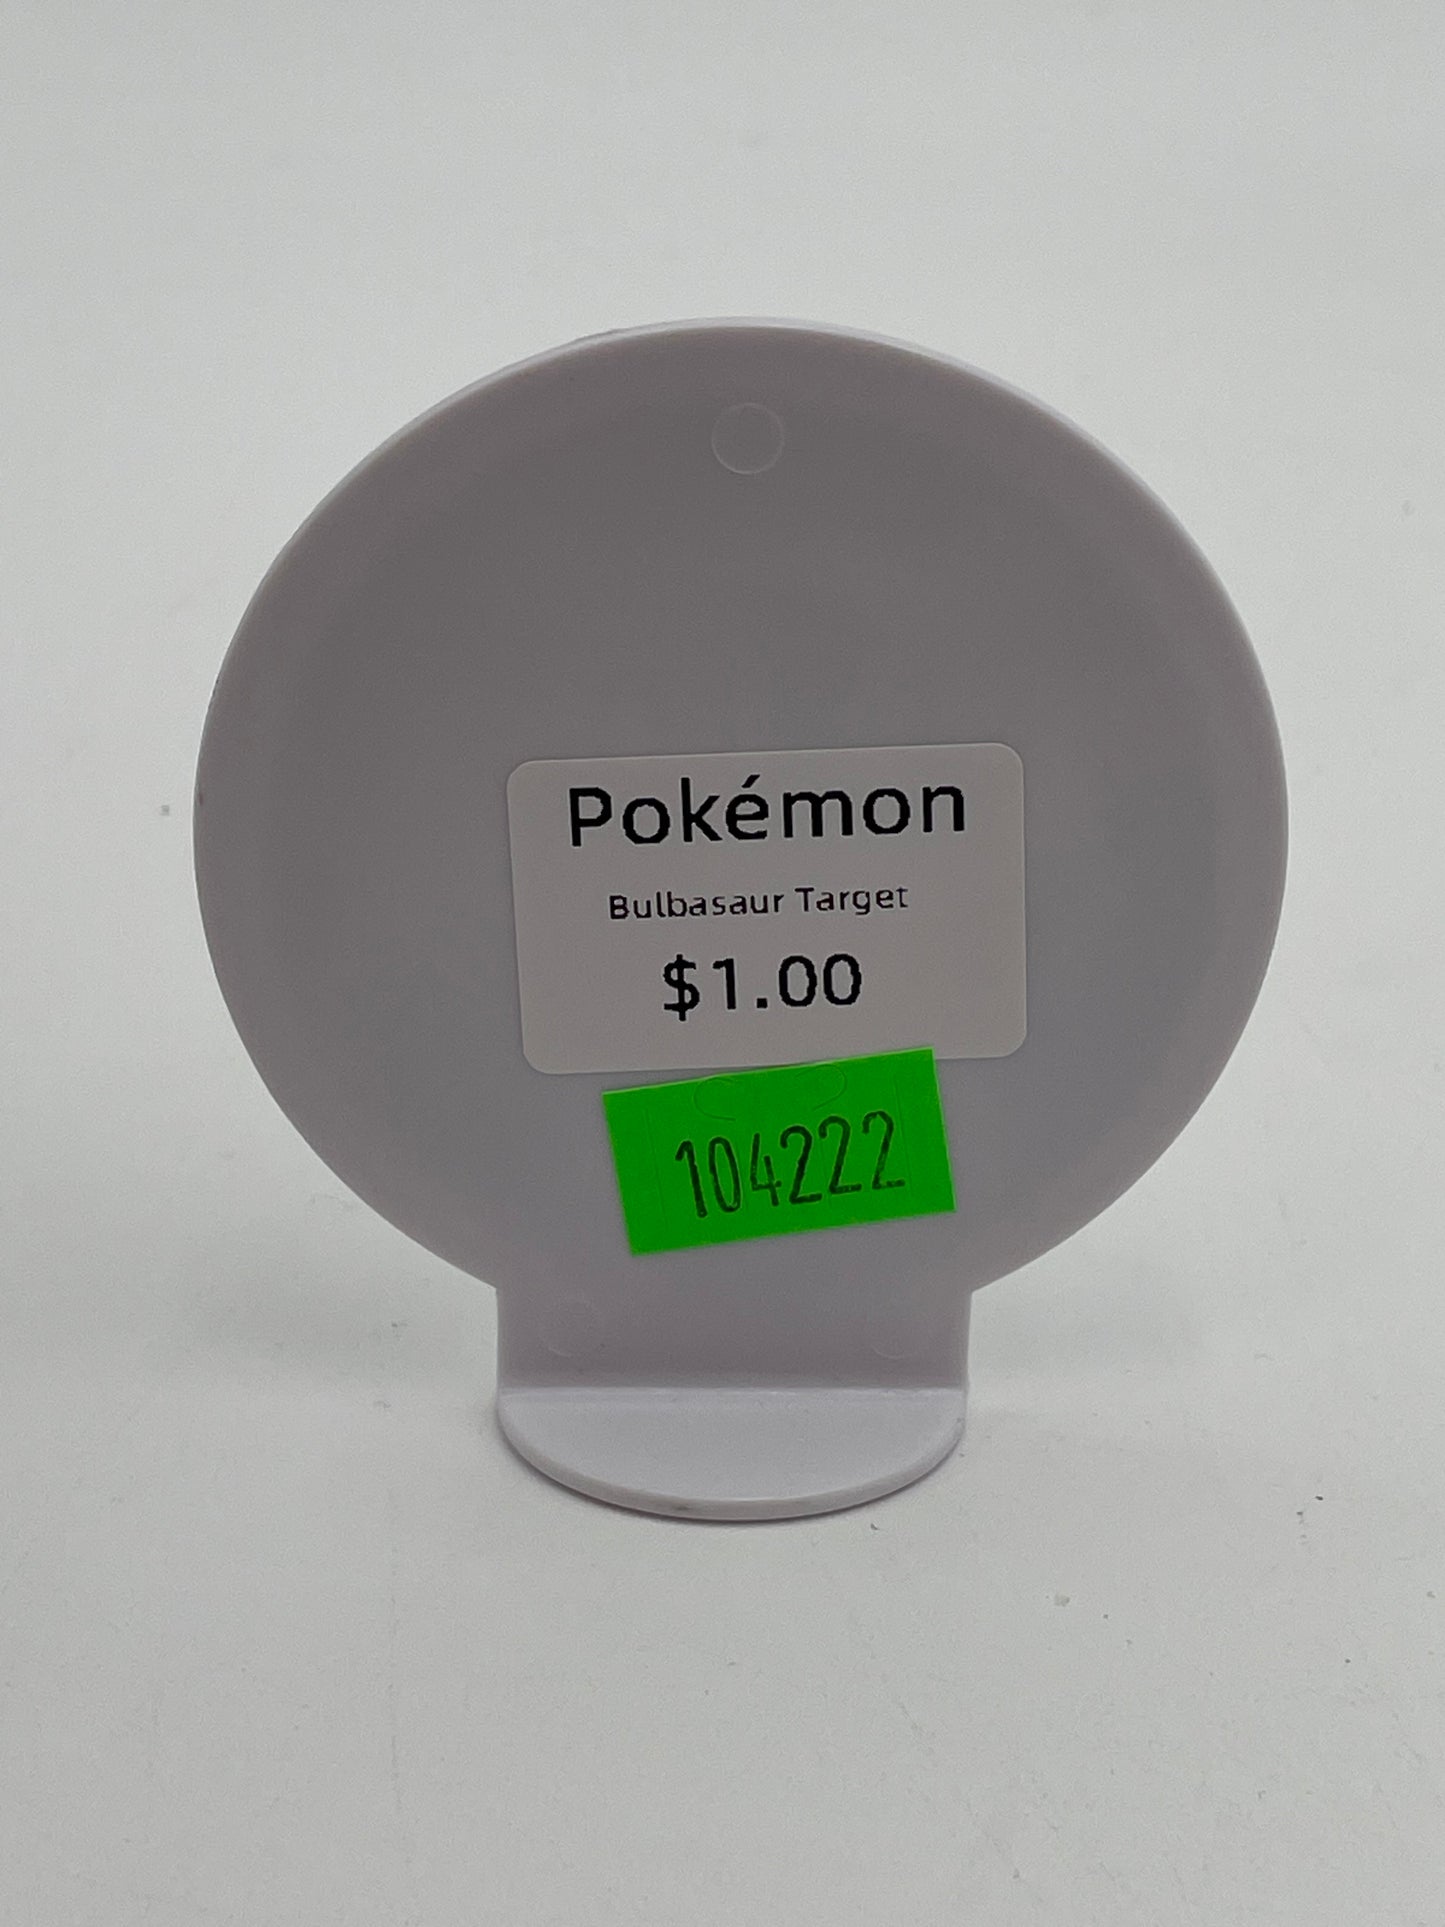 Pokémon
Bulbasaur Target
$1.00
104222